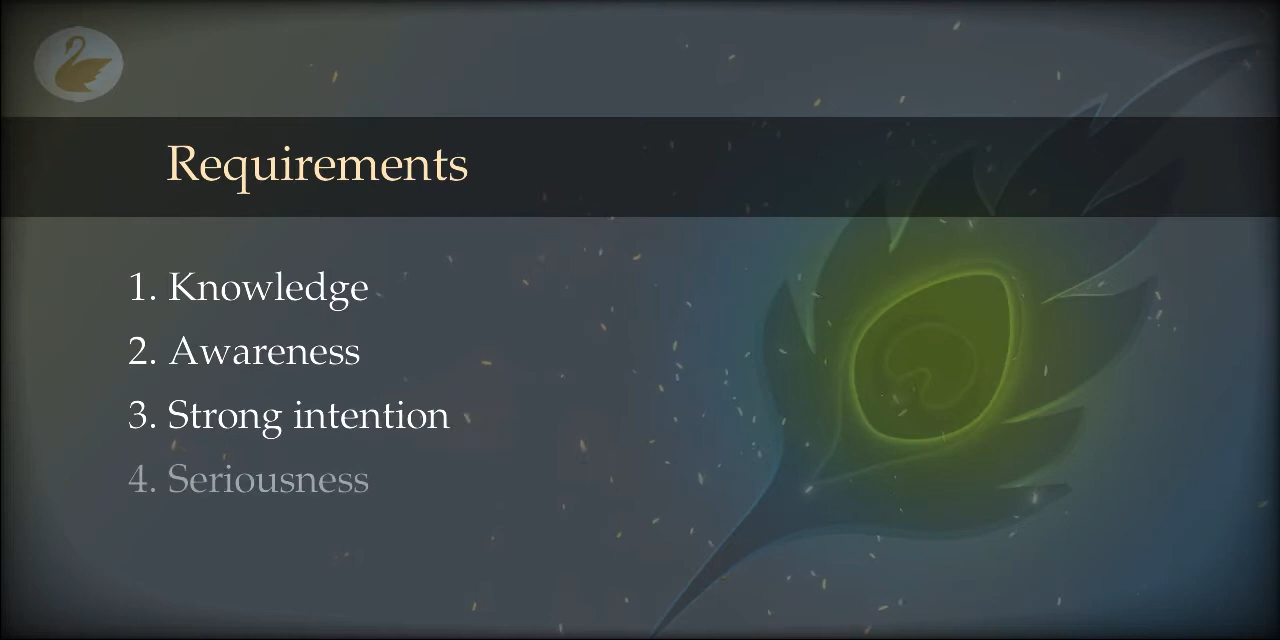 Requirements
1. Knowledge
2. Awareness
3. Strong intention
4. Seriousness